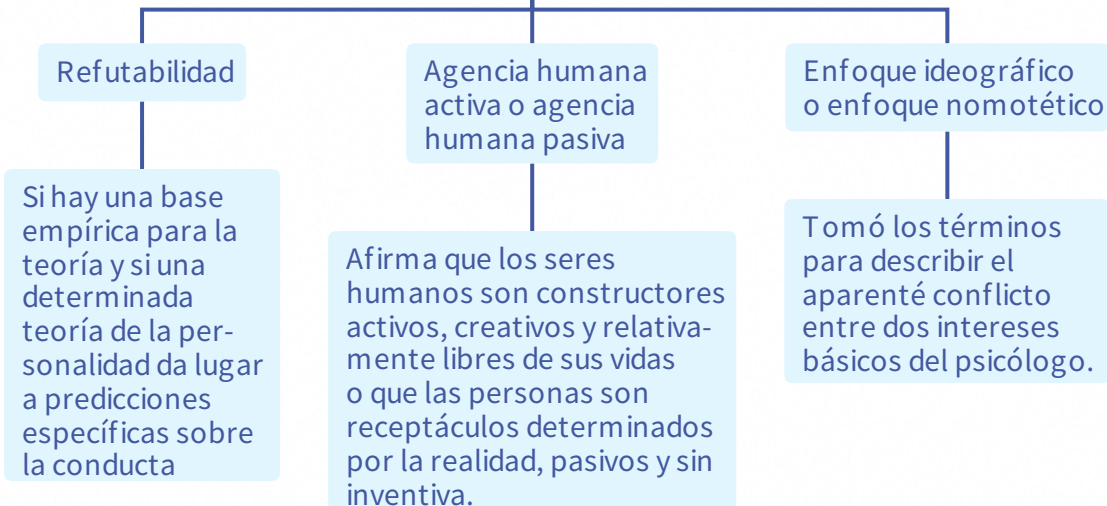 Refutabilidad
Si hay una base
empírica para la
teoría y si una
determinada
teoría de la per-
sonalidad da lugar
a predicciones
específicas sobre
la conducta
Agencia humana
activa o agencia
humana pasiva
Afirma que los seres
humanos son constructores
activos, creativos y relativa-
mente libres de sus vidas
o que las personas son
receptáculos determinados
por la realidad, pasivos y sin
inventiva.
Enfoque ideográfico
o enfoque nomotético
Tomó los términos
para describir el
aparenté conflicto
entre dos intereses
básicos del psicólogo.